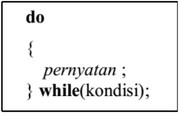 do
{
pernyatan ;
} while(kondisi);